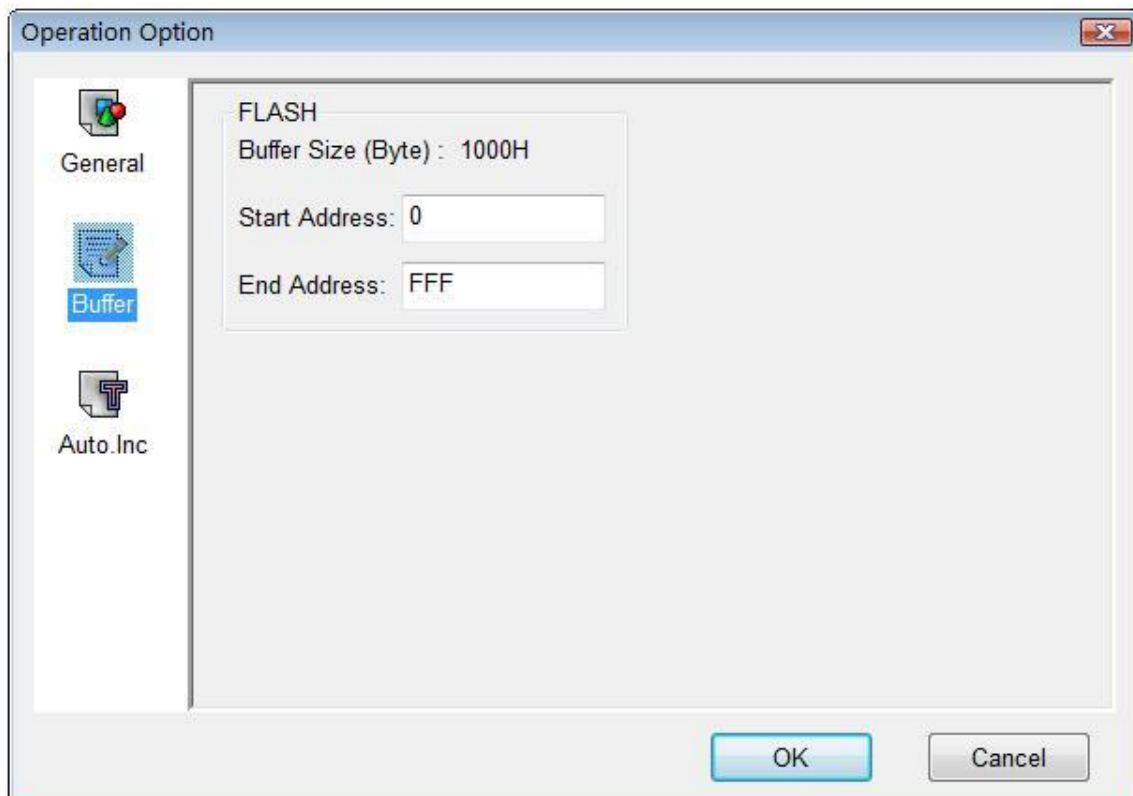 Operation Option
General
Buffer
Auto.Inc
FLASH
Buffer Size (Byte) : 1000H
Start Address: 0
End Address: FFF
OK
Cancel